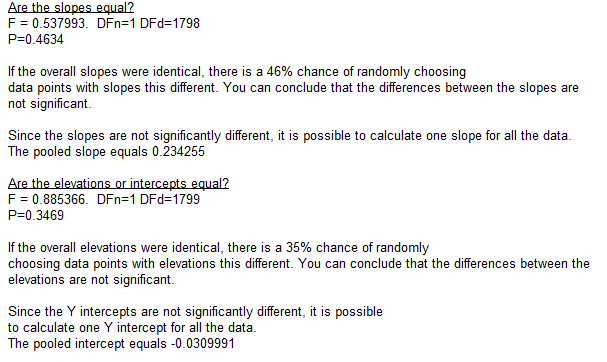 Are the slopes equal?
F = 0.537993.  DFn=1 DFd=1798
P=0.4634
If the overall slopes were identical, there is a 46% chance of randomly choosing
data points with slopes this different. You can conclude that the differences between the slopes are
not significant.
Since the slopes are not significantly different, it is possible to calculate one slope for all the data.
The pooled slope equals 0.234255
Are the elevations or intercepts equal?
F = 0.885366.  DFn=1 DFd=1799
P=0.3469
If the overall elevations were identical, there is a 35% chance of randomly
choosing data points with elevations this different. You can conclude that the differences between the
elevations are not significant.
Since the Y intercepts are not significantly different, it is possible
to calculate one Y intercept for all the data.
The pooled intercept equals -0.0309991